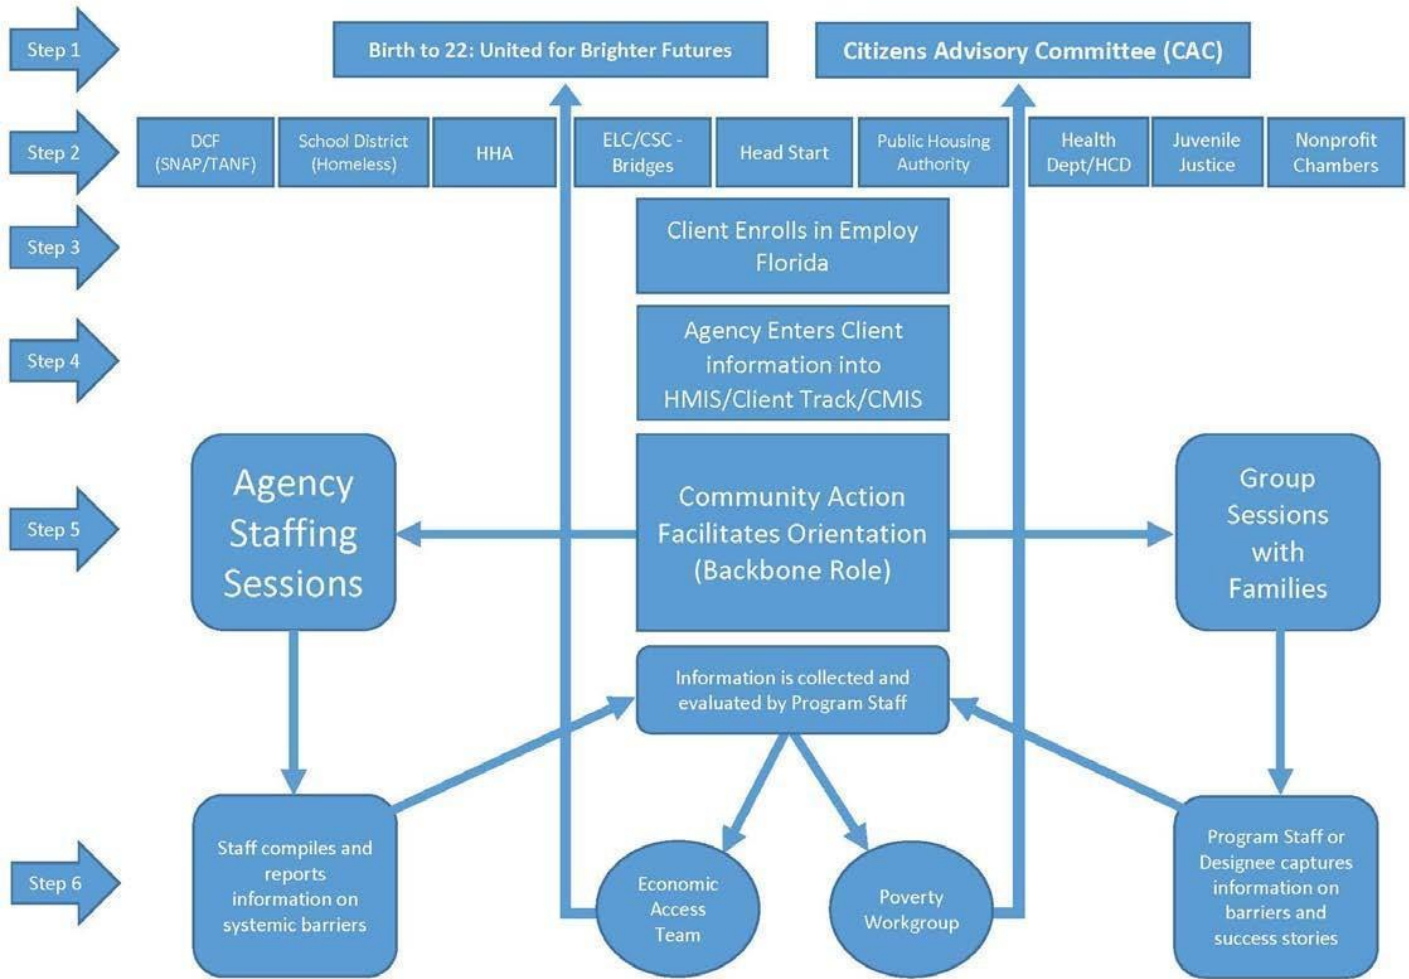 Step 1
Birth to 22: United for Brighter Futures
Citizens Advisory Committee (CAC)
Step 2
DCF
(SNAP/TANF)
School District
(Homeless)
HHA
ELC/CSC -
Bridges
Head Start
Public Housing
Authority
Health
Dept/HCD
Juvenile
Justice
Nonprofit
Chambers
Step 3
Client Enrolls in Employ
Florida
Step 4
Agency Enters Client
information into
HMIS/Client Track/CMIS
Step 5
Agency
Staffing
Sessions
Community Action
Facilitates Orientation
(Backbone Role)
Group
Sessions
with
Families
Information is collected and
evaluated by Program Staff
Step 6
Staff compiles and
reports
information on
systemic barriers
Economic
Access
Team
Poverty
Workgroup
Program Staff or
Designee captures
information on
barriers and
success stories